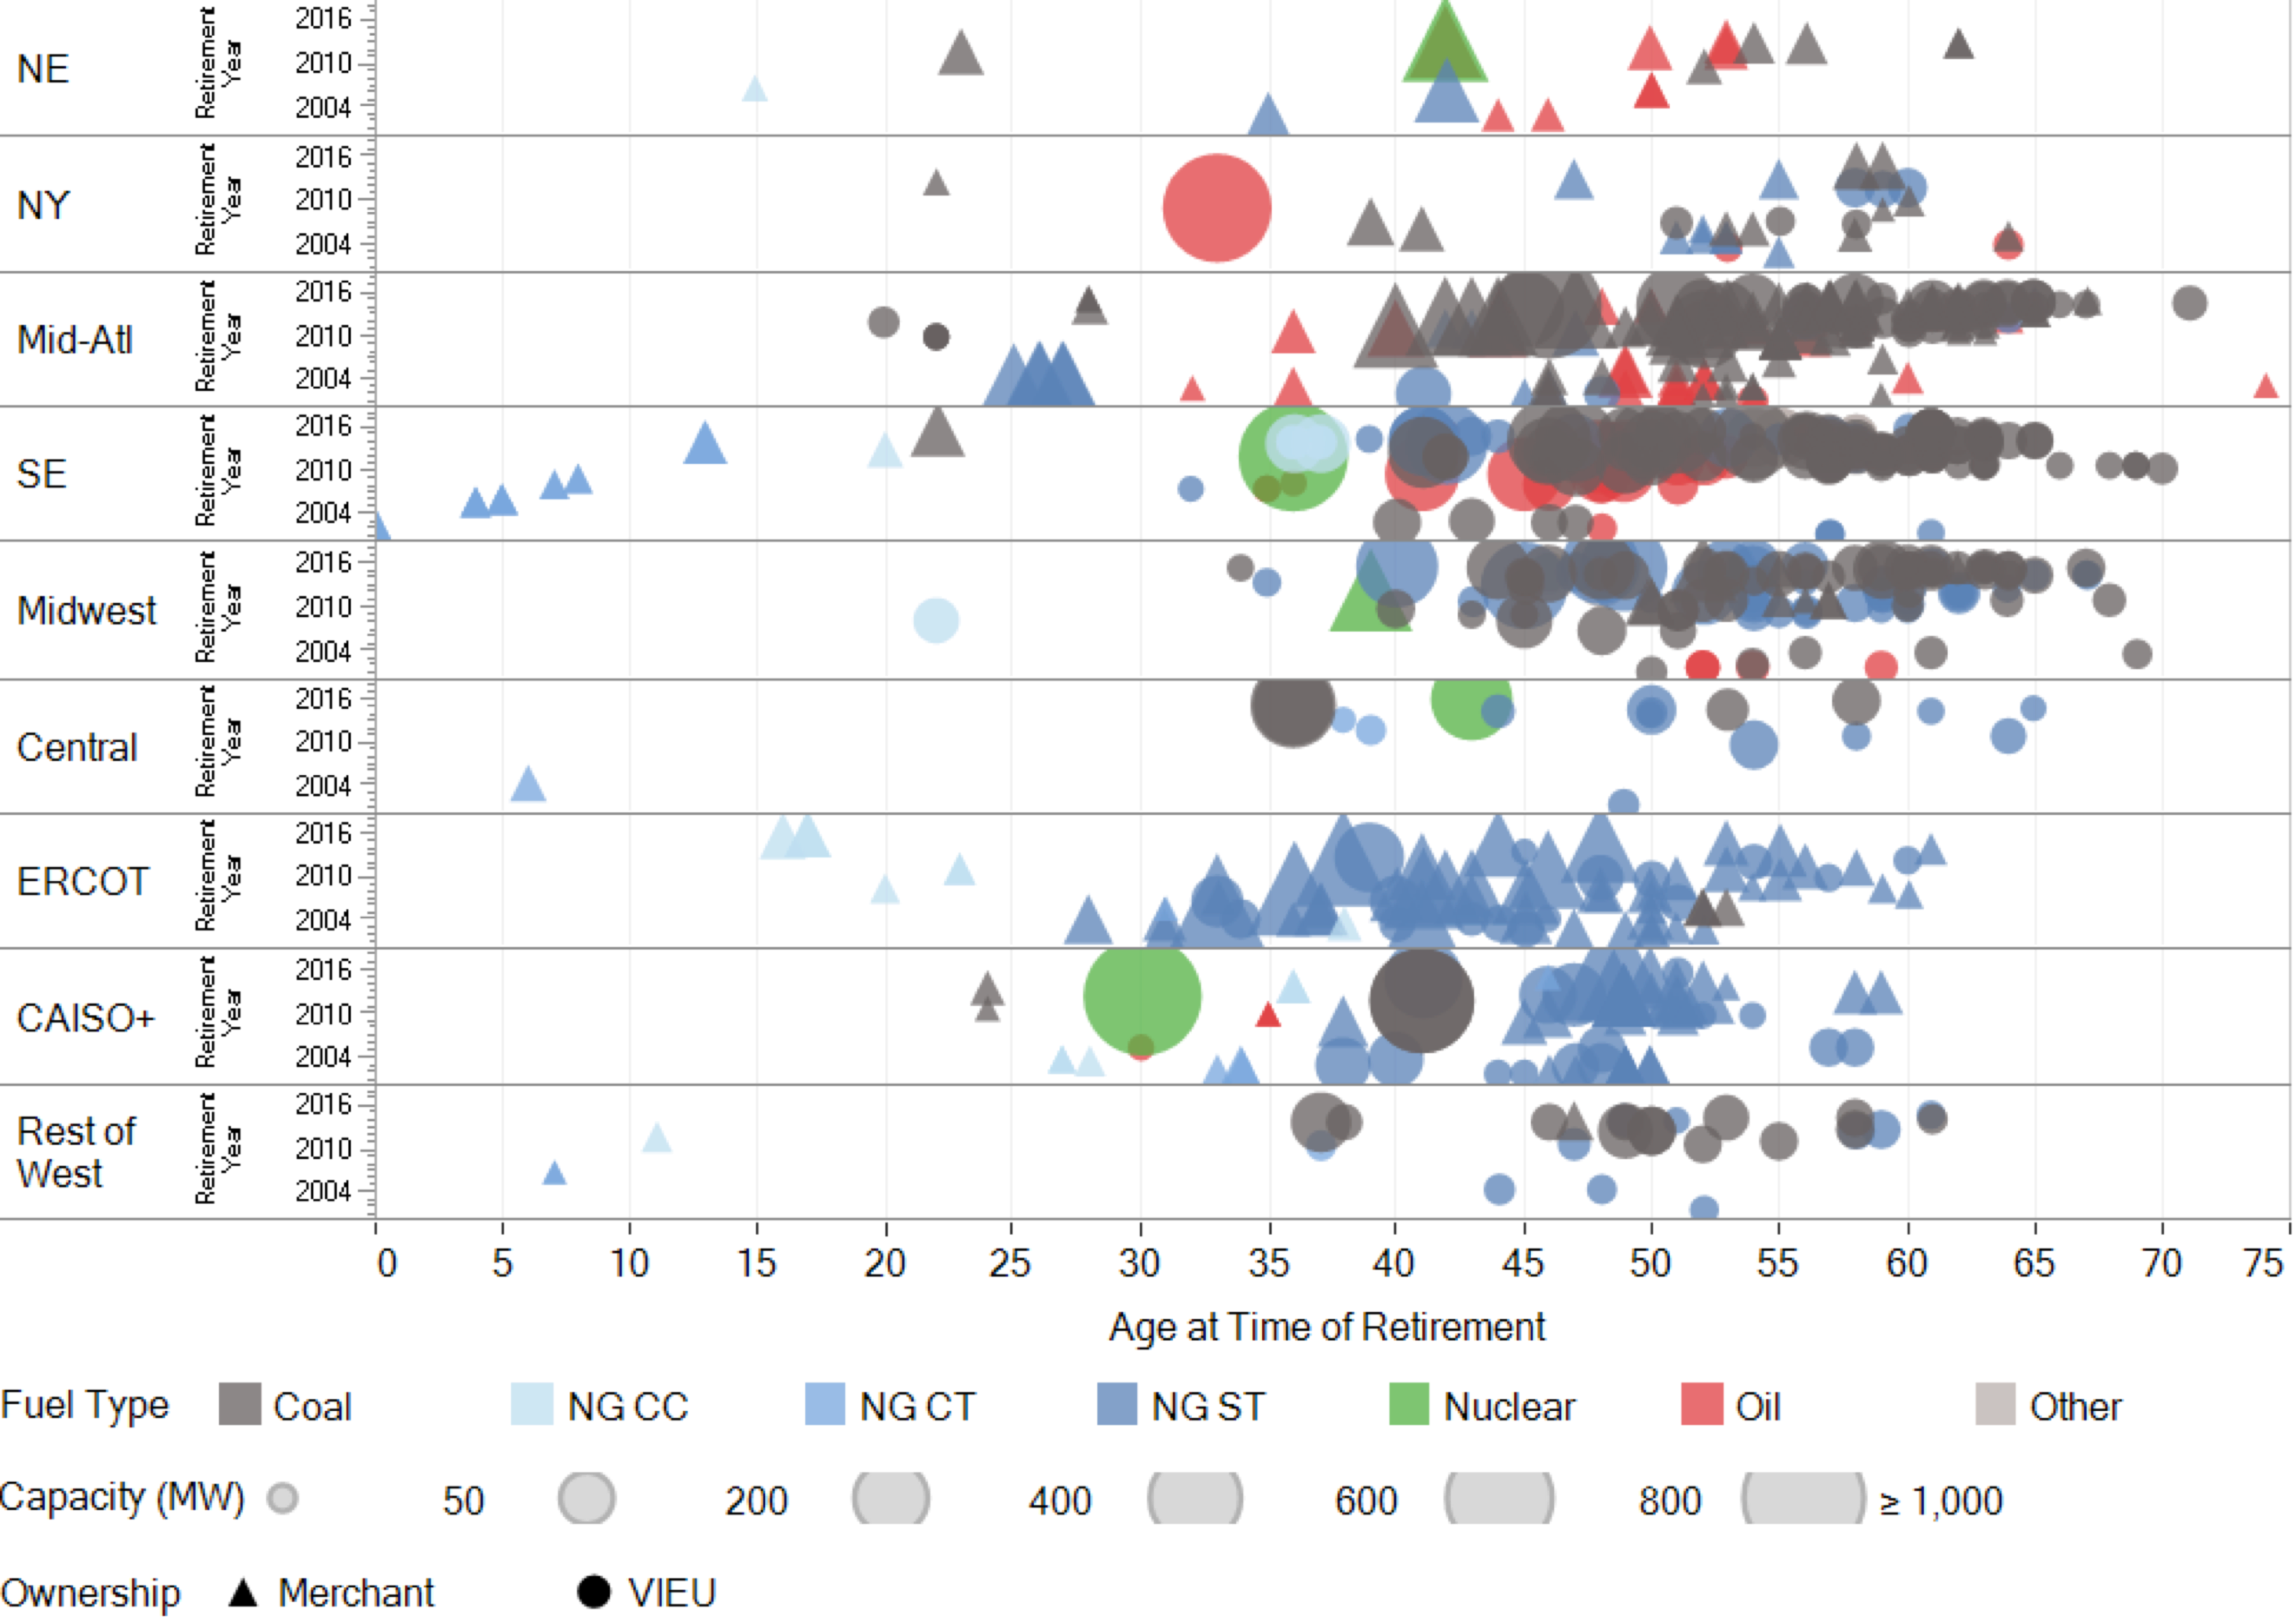 NE
Retirement
Year
2016
2010
2004
NY
Retirement
Year
2016
2010
2004
Mid-Atl
Retirement
Year
2016
2010
2004
SE
Retirement
Year
2016
2010
2004
Midwest
Retirement
Year
2016
2010
2004
Central
Retirement
Year
2016
2010
2004
ERCOT
Retirement
Year
2016
2010
2004
CAISO+
Retirement
Year
2016
2010
2004
Rest of
West
Retirement
Year
2016
2010
2004
0 5 10 15 20 25 30 35 40 45 50 55 60 65 70 75
Age at Time of Retirement
Fuel Type Coal NG CC NG CT NG ST Nuclear Oil Other
Capacity (MW) 50 200 400 600 800 ≥ 1,000
Ownership Merchant VIEU